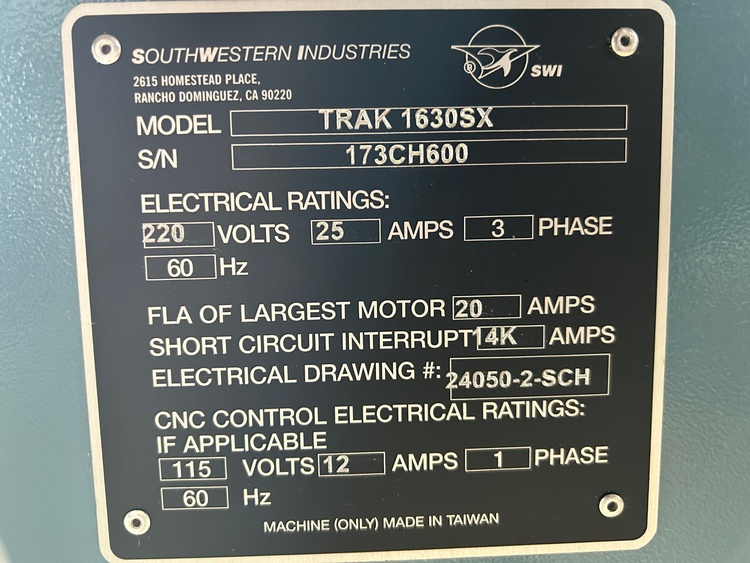 SOUTHWESTERN INDUSTRIES
® SWI
2615 HOMESTEAD PLACE,
RANCHO DOMINGUEZ, CA 90220
MODEL TRAK 1630SX
S/N 173CH600
ELECTRICAL RATINGS:
220 VOLTS 25 AMPS 3 PHASE
60 Hz
FLA OF LARGEST MOTOR 20 AMPS
SHORT CIRCUIT INTERRUPT 14K AMPS
ELECTRICAL DRAWING #: 24050-2-SCH
CNC CONTROL ELECTRICAL RATINGS:
IF APPLICABLE
115 VOLTS 12 AMPS 1 PHASE
60 Hz
MACHINE (ONLY) MADE IN TAIWAN